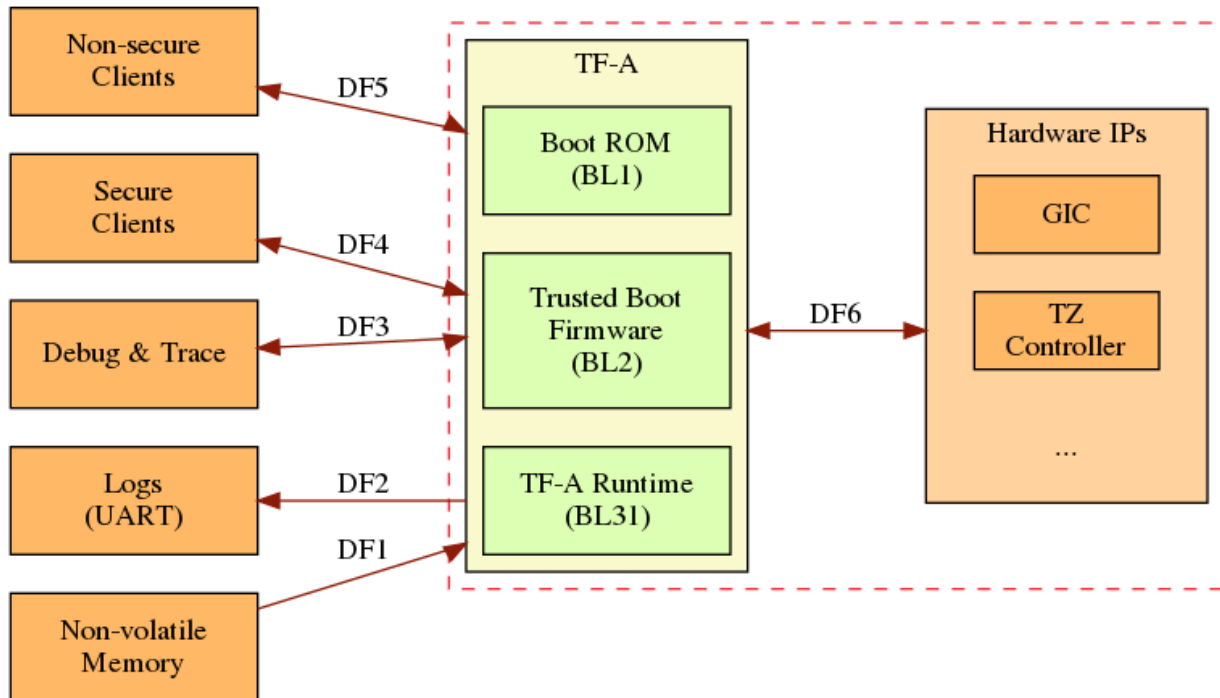 Non-secure
Clients
DF5
Secure
Clients
DF4
Debug & Trace
DF3
Logs
(UART)
DF2
Non-volatile
Memory
DF1
TF-A
Boot ROM
(BL1)
Trusted Boot
Firmware
(BL2)
TF-A Runtime
(BL31)
DF6
Hardware IPs
GIC
TZ
Controller
...